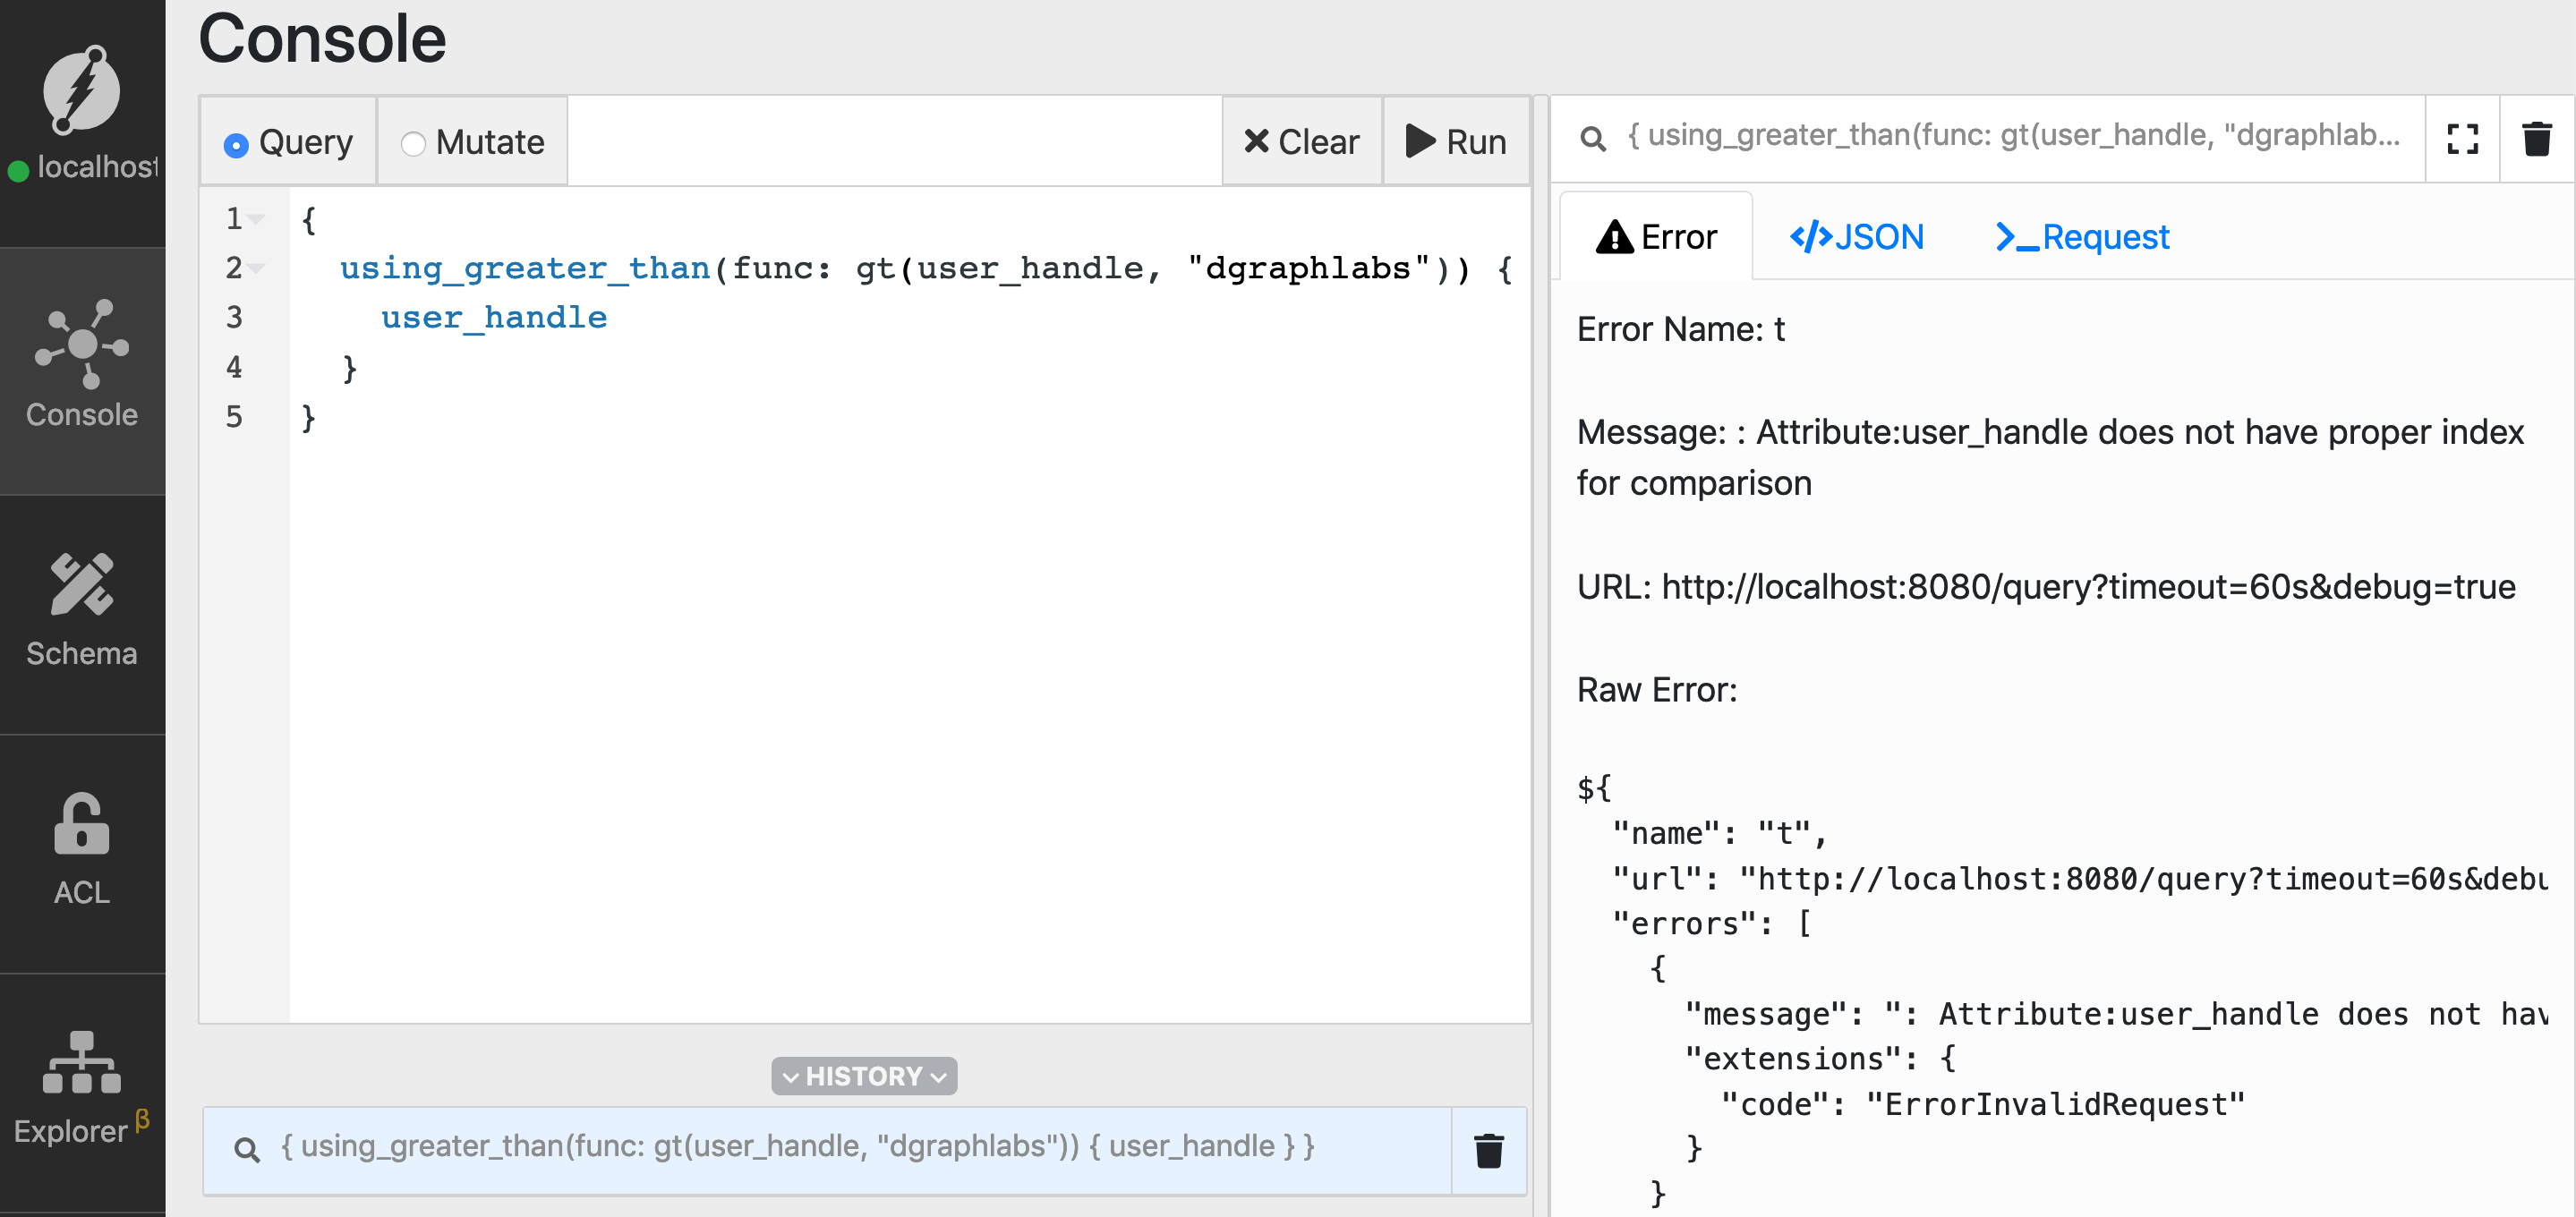 Console
localhost
Console
Schema
ACL
Explorer β
Query
Mutate
Clear
Run
1 {
2 using_greater_than(func: gt(user_handle, "dgraphlabs")) {
3 user_handle
4 }
5 }
HISTORY
{ using_greater_than(func: gt(user_handle, "dgraphlabs")) { user_handle } }
{ using_greater_than(func: gt(user_handle, "dgraphlab...
Error
</>JSON
>_Request
Error Name: t
Message: : Attribute:user_handle does not have proper index
for comparison
URL: http://localhost:8080/query?timeout=60s&debug=true
Raw Error:
${
"name": "t",
"url": "http://localhost:8080/query?timeout=60s&debu
"errors": [
{
"message": ": Attribute:user_handle does not hav
"extensions": {
"code": "ErrorInvalidRequest"
}
}